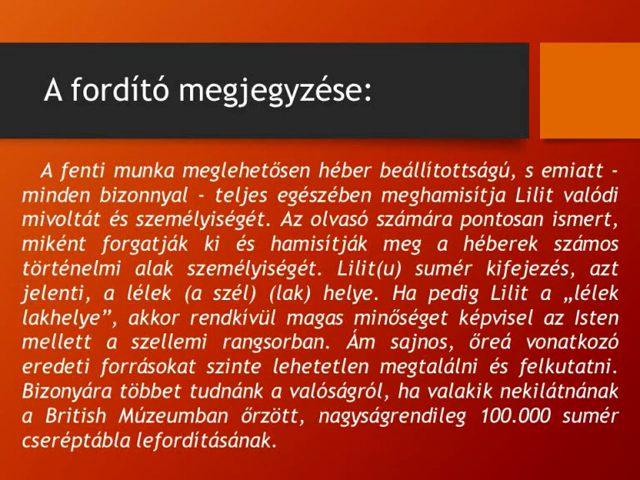 A fordító megjegyzése:
A fenti munka meglehetősen héber beállítottságú, s emiatt -
minden bizonnyal - teljes egészében meghamisítja Lilit valódi
mivoltát és személyiségét. Az olvasó számára pontosan ismert,
miként forgatják ki és hamisítják meg a héberek számos
történelmi alak személyiségét. Lilit(u) sumér kifejezés, azt
jelenti, a lélek (a szél) (lak) helye. Ha pedig Lilit a „lélek
lakhelye”, akkor rendkívül magas minőséget képvisel az Isten
mellett a szellemi rangsorban. Ám sajnos, őreá vonatkozó
eredeti forrásokat szinte lehetetlen megtalálni és felkutatni.
Bizonyára többet tudnánk a valóságról, ha valakik nekilátnának
a British Múzeumban őrzött, nagyságrendileg 100.000 sumér
cseréptábla lefordításának.